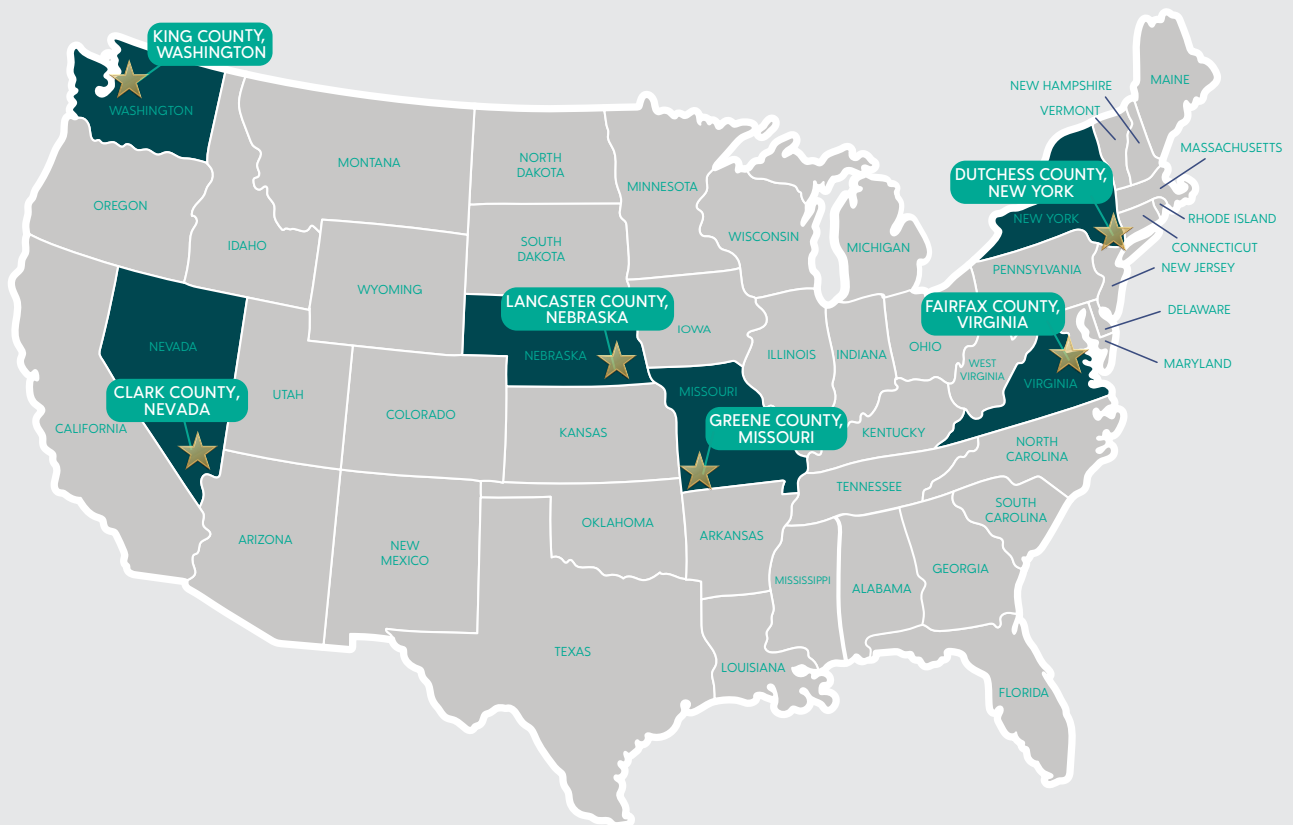 KING COUNTY,
WASHINGTON
WASHINGTON
MONTANA
NORTH
DAKOTA
MINNESOTA
OREGON
IDAHO
SOUTH
DAKOTA
WISCONSIN
MICHIGAN
MAINE
NEW HAMPSHIRE
VERMONT
MASSACHUSETTS
DUTCHESS COUNTY,
NEW YORK
NEW YORK
RHODE ISLAND
CONNECTICUT
NEW JERSEY
PENNSYLVANIA
WYOMING
LANCASTER COUNTY,
NEBRASKA
FAIRFAX COUNTY,
VIRGINIA
DELAWARE
MARYLAND
NEVADA
NEBRASKA
IOWA
ILLINOIS
INDIANA
OHIO
WEST
VIRGINIA
VIRGINIA
CLARK COUNTY,
NEVADA
UTAH
COLORADO
MISSOURI
GREENE COUNTY,
MISSOURI
CALIFORNIA
KANSAS
KENTUCKY
NORTH
CAROLINA
TENNESSEE
SOUTH
CAROLINA
ARIZONA
NEW
MEXICO
OKLAHOMA
ARKANSAS
MISSISSIPPI
ALABAMA
GEORGIA
TEXAS
LOUISIANA
FLORIDA